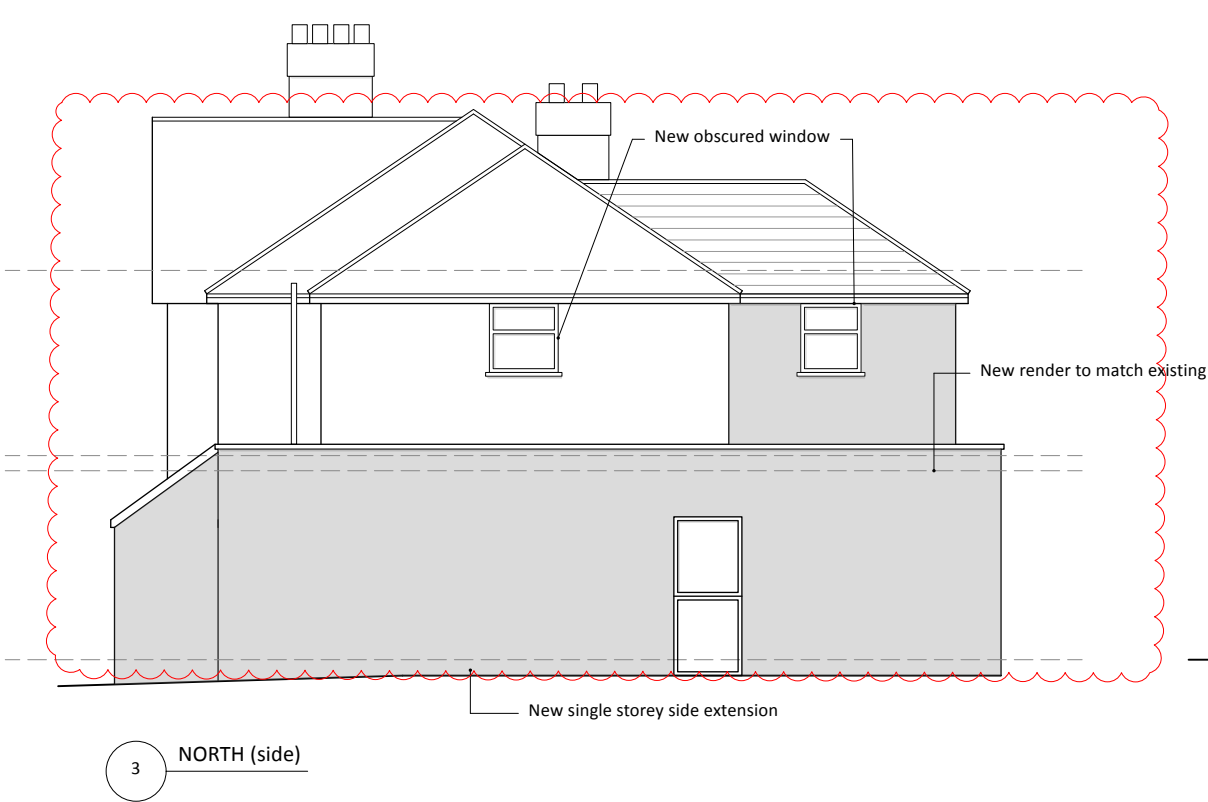 New obscured window
New render to match existing
New single storey side extension
3
NORTH (side)